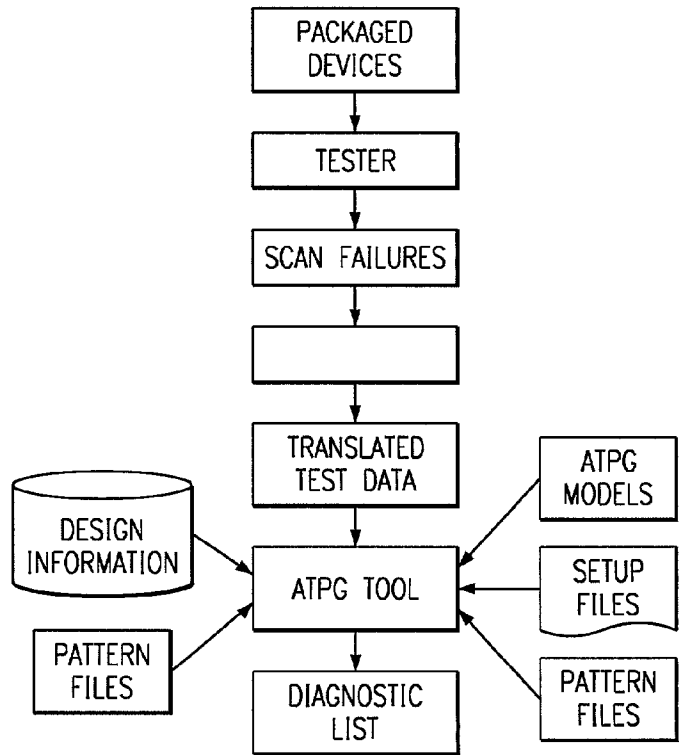 PACKAGED
DEVICES
TESTER
SCAN FAILURES
TRANSLATED
TEST DATA
DESIGN
INFORMATION
ATPG
MODELS
ATPG TOOL
SETUP
FILES
PATTERN
FILES
DIAGNOSTIC
LIST
PATTERN
FILES